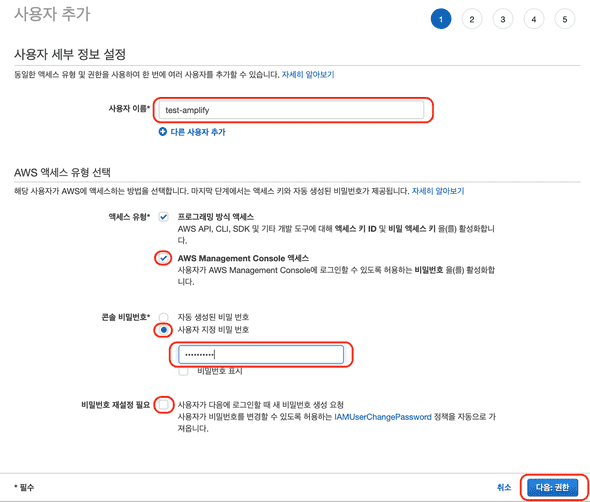 사용자 추가
1 2 3 4 5
사용자 세부 정보 설정
동일한 액세스 유형 및 권한을 사용하여 한 번에 여러 사용자를 추가할 수 있습니다. 자세히 알아보기
사용자 이름* test-amplify
다른 사용자 추가
AWS 액세스 유형 선택
해당 사용자가 AWS에 액세스하는 방법을 선택합니다. 마지막 단계에서는 액세스 키와 자동 생성된 비밀번호가 제공됩니다. 자세히 알아보기
액세스 유형* 프로그래밍 방식 액세스
AWS API, CLI, SDK 및 기타 개발 도구에 대해 액세스 키 ID 및 비밀 액세스 키 을(를) 활성화합니
다.
AWS Management Console 액세스
사용자가 AWS Management Console에 로그인할 수 있도록 허용하는 비밀번호 을(를) 활성화합
니다.
콘솔 비밀번호* 자동 생성된 비밀 번호
사용자 지정 비밀 번호
••••••••••
비밀번호 표시
비밀번호 재설정 필요 사용자가 다음에 로그인할 때 새 비밀번호 생성 요청
사용자가 비밀번호를 변경할 수 있도록 허용하는 IAMUserChangePassword 정책을 자동으로 가
져옵니다.
* 필수 취소 다음: 권한